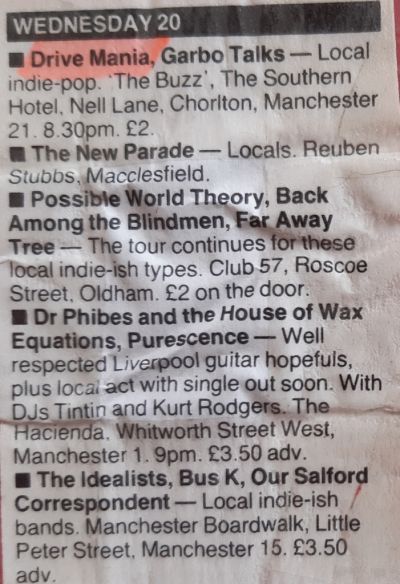 WEDNESDAY 20
■ Drive Mania, Garbo Talks — Local
indie-pop. 'The Buzz', The Southern
Hotel, Nell Lane, Chorlton, Manchester
21. 8.30pm. £2.
■ The New Parade — Locals. Reuben
Stubbs, Macclesfield.
■ Possible World Theory, Back
Among the Blindmen, Far Away
Tree — The tour continues for these
local indie-ish types. Club 57, Roscoe
Street, Oldham. £2 on the door.
■ Dr Phibes and the House of Wax
Equations, Purescence — Well
respected Liverpool guitar hopefuls,
plus local act with single out soon. With
DJs Tintin and Kurt Rodgers. The
Hacienda, Whitworth Street West,
Manchester 1. 9pm. £3.50 adv.
■ The Idealists, Bus K, Our Salford
Correspondent — Local indie-ish
bands. Manchester Boardwalk, Little
Peter Street, Manchester 15. £3.50
adv.